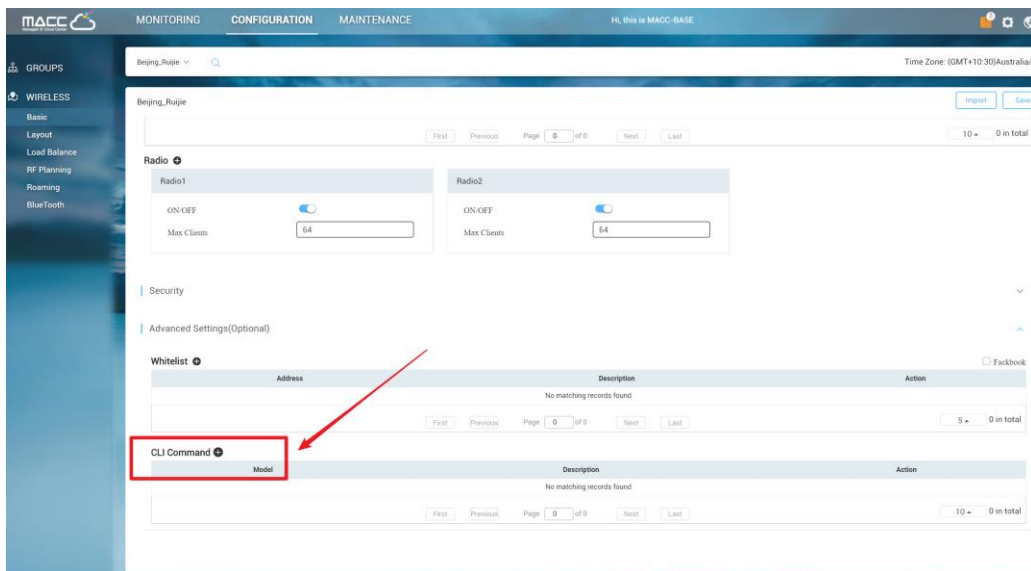 MACC
MONITORING CONFIGURATION MAINTENANCE Hi, this is MACC-BASE
GROUPS
WIRELESS
Basic
Layout
Load Balance
RF Planning
Roaming
BlueTooth
Beijing_Ruijie Time Zone: (GMT+10:30)Australia/
Beijing_Ruijie Import Save
First Previous Page 0 of 0 Next Last 10 0 in total
Radio
Radio1 Radio2
ON/OFF ON/OFF
Max Clients 64 Max Clients 64
Security
Advanced Settings(Optional)
Whitelist Fackbook
Address Description Action
No matching records found
First Previous Page 0 of 0 Next Last 5 0 in total
CLI Command
Model Description Action
No matching records found
First Previous Page 0 of 0 Next Last 10 0 in total